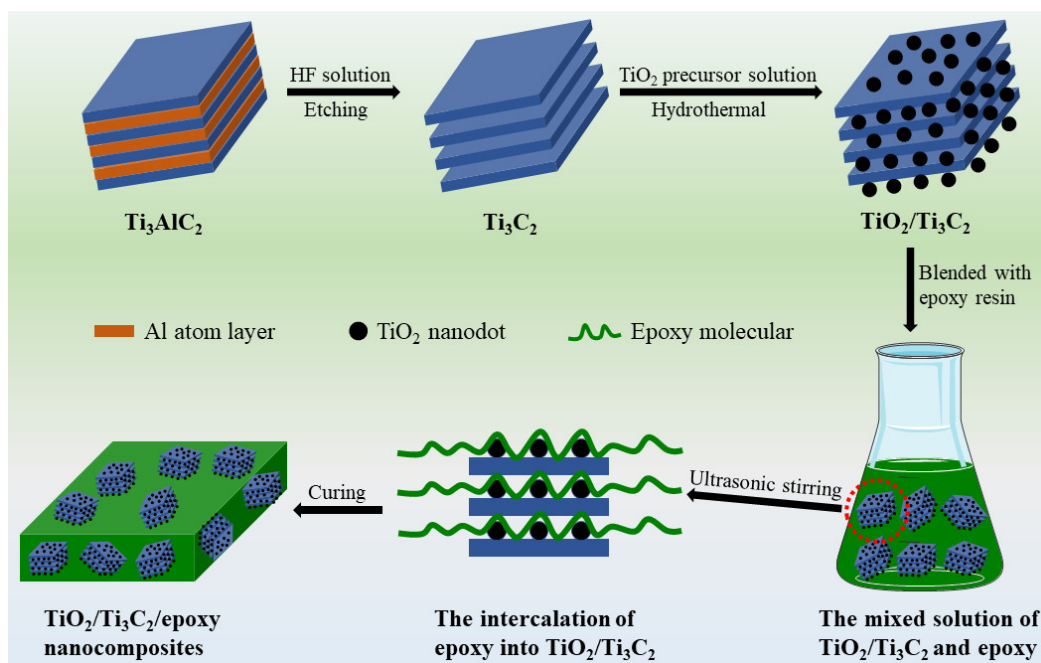 HF solution
Etching
TiO₂ precursor solution
Hydrothermal
Ti₃AlC₂
Ti₃C₂
TiO₂/Ti₃C₂
Blended with
epoxy resin
Al atom layer
TiO₂ nanodot
Epoxy molecular
Ultrasonic stirring
Curing
TiO₂/Ti₃C₂/epoxy
nanocomposites
The intercalation of
epoxy into TiO₂/Ti₃C₂
The mixed solution of
TiO₂/Ti₃C₂ and epoxy